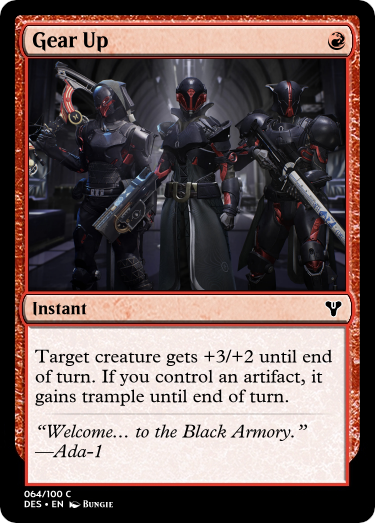 Gear Up
Instant
Target creature gets +3/+2 until end
of turn. If you control an artifact, it
gains trample until end of turn.
“Welcome… to the Black Armory.”
—Ada-1
064/100 C
DES • EN Bungie